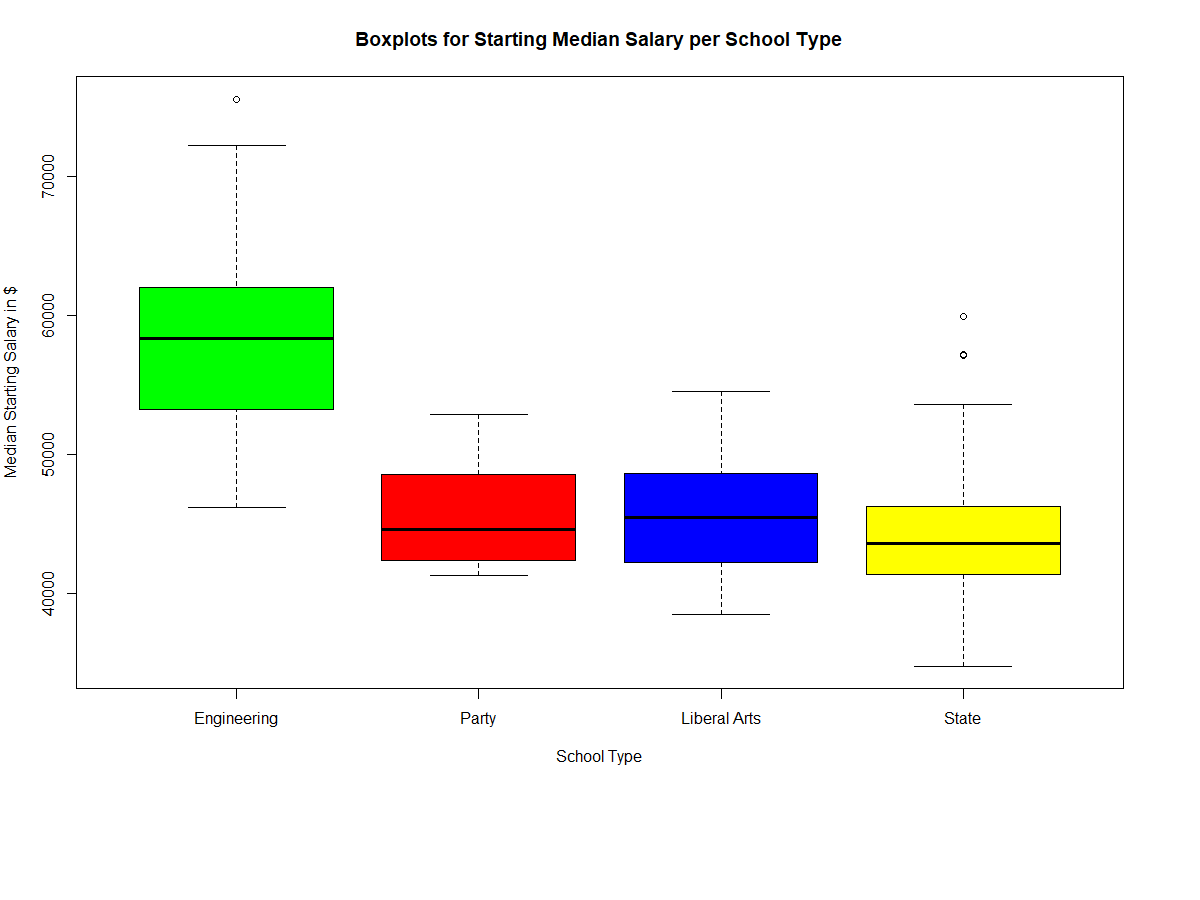 Boxplots for Starting Median Salary per School Type
Median Starting Salary in $
70000
60000
50000
40000
Engineering Party Liberal Arts State
School Type